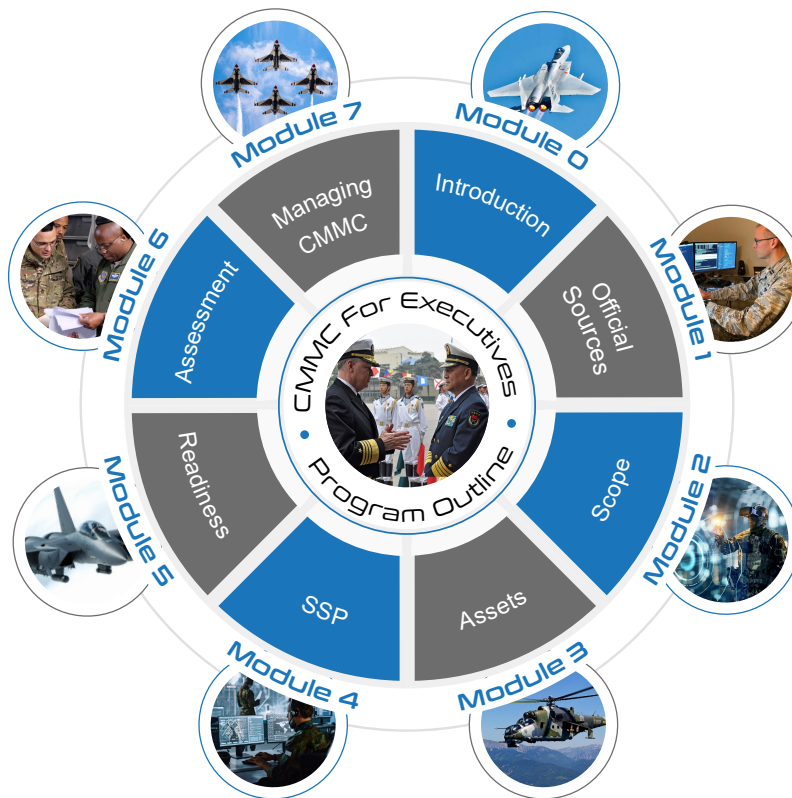 CMMC For Executives
Program Outline
Module 0
Introduction
Module 1
Official
Sources
Module 2
Scope
Module 3
Assets
Module 4
SSP
Module 5
Readiness
Module 6
Assessment
Module 7
Managing
CMMC